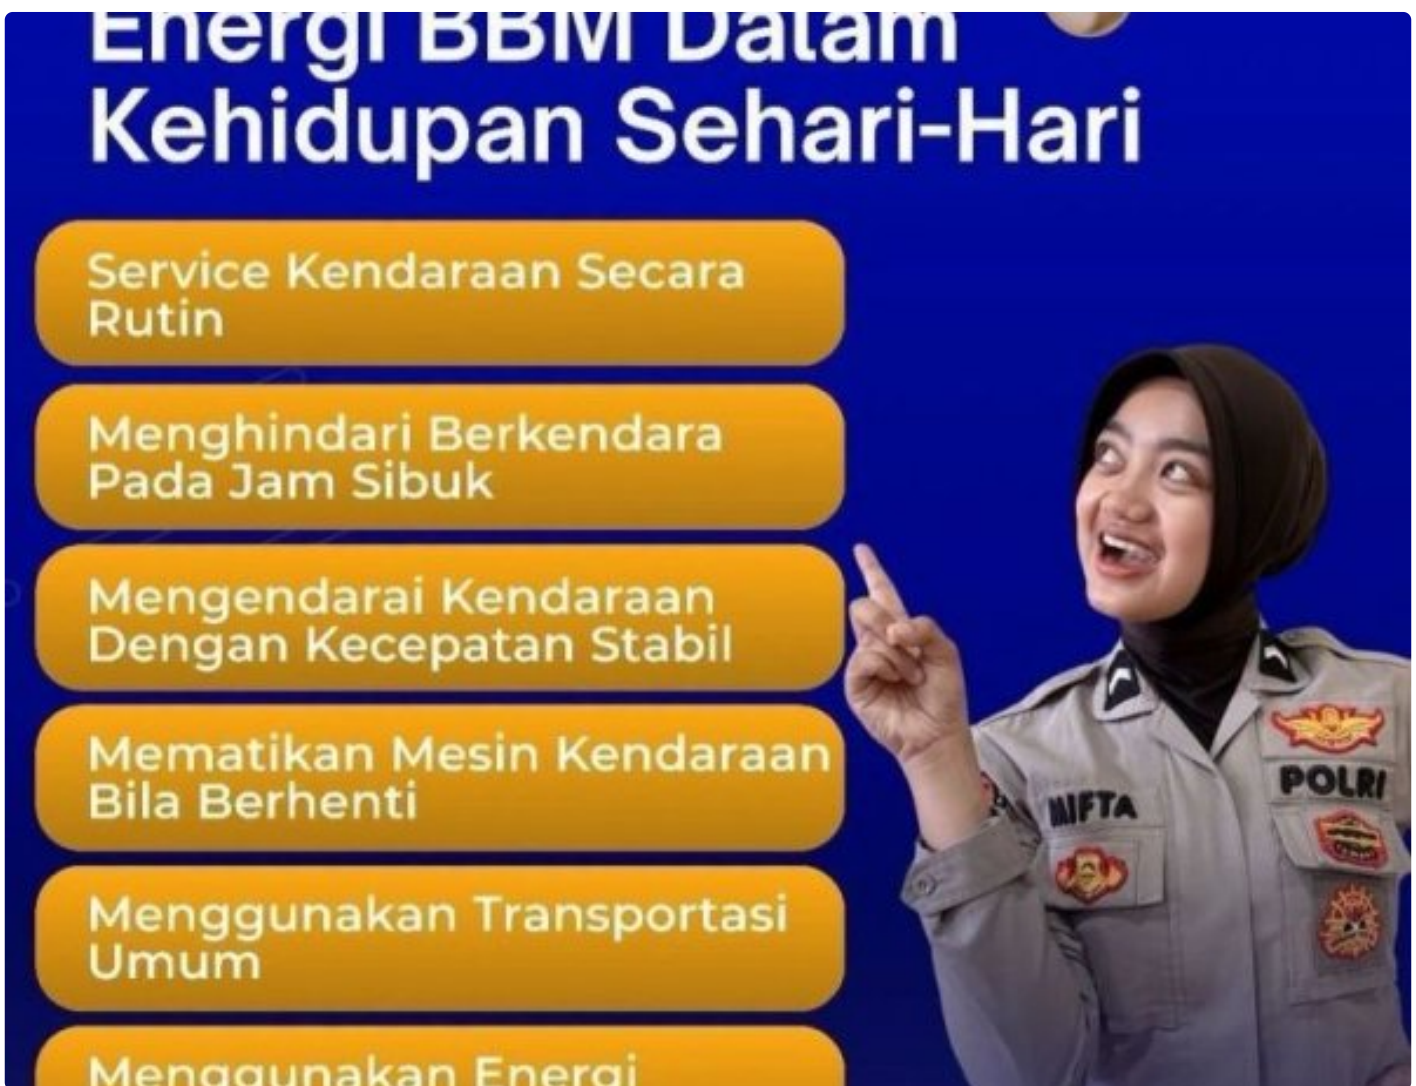 Energi BBM Dalam
Kehidupan Sehari-Hari
Service Kendaraan Secara
Rutin
Menghindari Berkendara
Pada Jam Sibuk
Mengendarai Kendaraan
Dengan Kecepatan Stabil
Mematikan Mesin Kendaraan
Bila Berhenti
Menggunakan Transportasi
Umum
Menggunakan Energi
MIFTA
POLRI